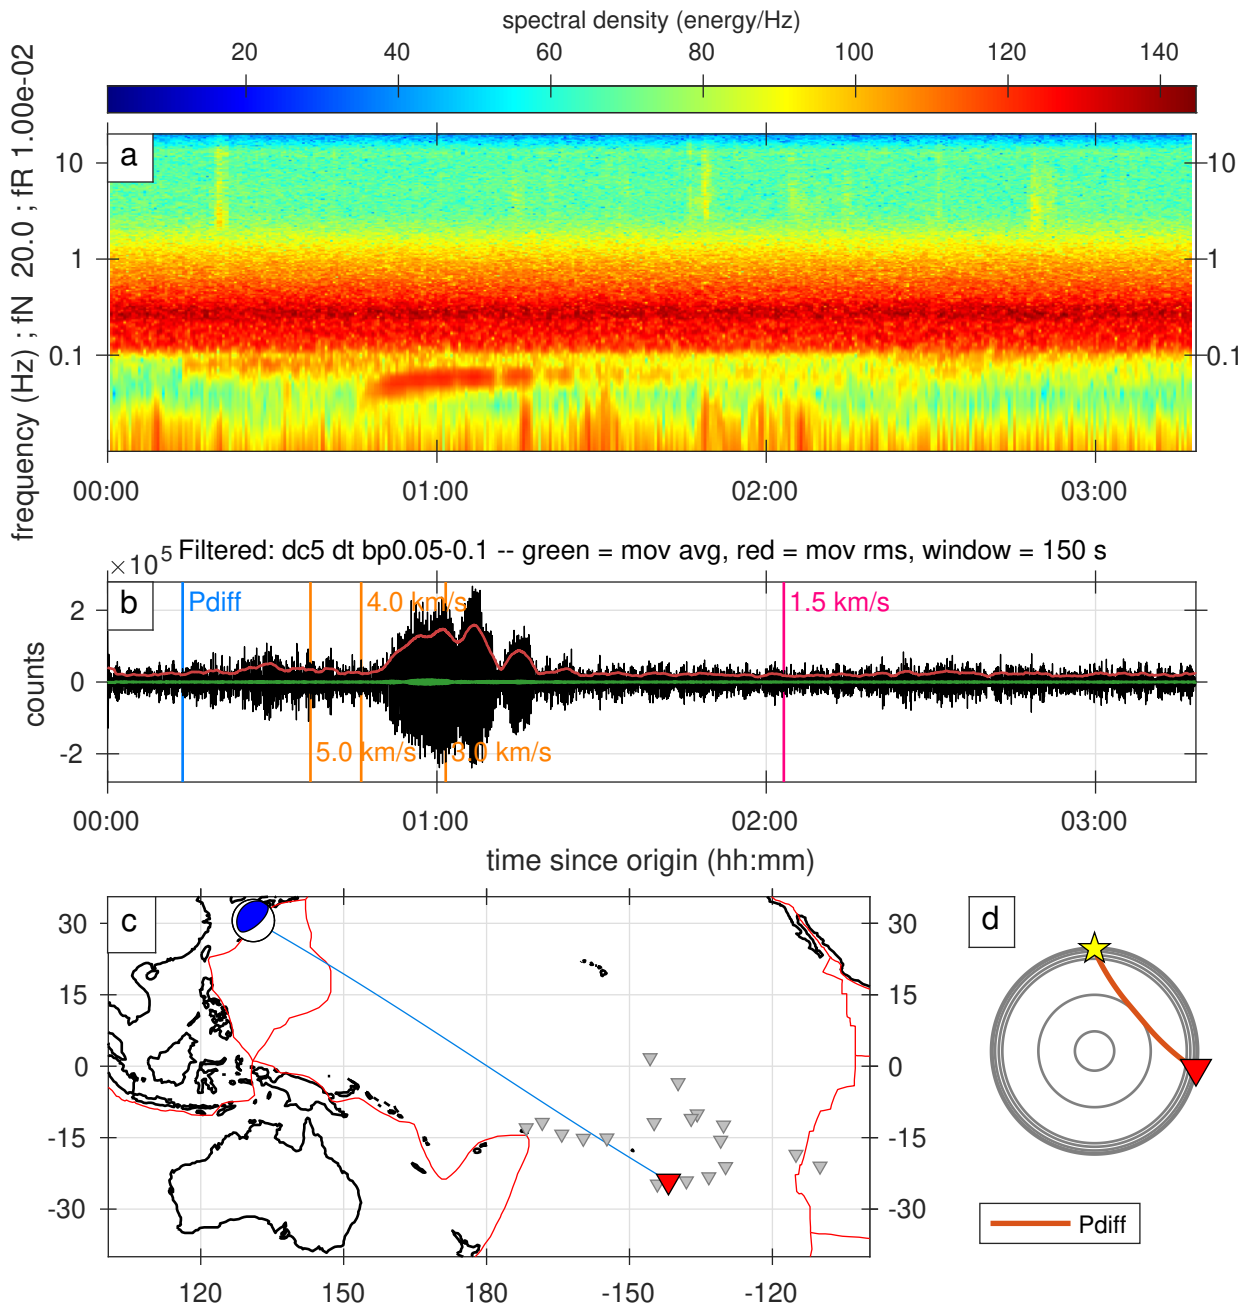 spectral density (energy/Hz)
20 40 60 80 100 120 140
frequency (Hz) ; fN 20.0 ; fR 1.00e-02
a
10 10
1 1
0.1 0.1
00:00 01:00 02:00 03:00
×10^5 Filtered: dc5 dt bp0.05-0.1 -- green = mov avg, red = mov rms, window = 150 s
b
counts
Pdiff 4.0 km/s 1.5 km/s
2
0
-2
5.0 km/s 3.0 km/s
00:00 01:00 02:00 03:00
time since origin (hh:mm)
c
30 30
15 15
0 0
-15 -15
-30 -30
120 150 180 -150 -120
d
Pdiff